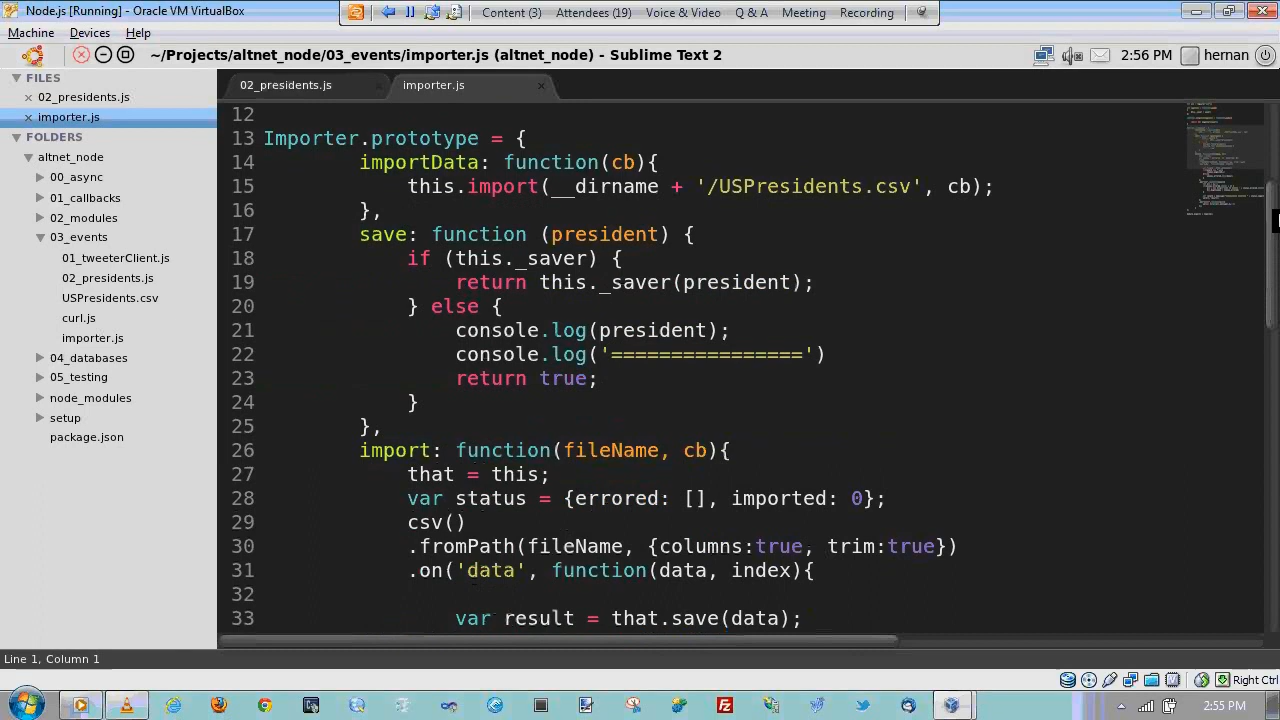 Node.js [Running] - Oracle VM VirtualBox
Content (3) Attendees (19) Voice & Video Q & A Meeting Recording
Machine Devices Help
~/Projects/altnet_node/03_events/importer.js (altnet_node) - Sublime Text 2
2:56 PM hernan
FILES
02_presidents.js
importer.js
FOLDERS
altnet_node
00_async
01_callbacks
02_modules
03_events
01_tweeterClient.js
02_presidents.js
USPresidents.csv
curl.js
importer.js
04_databases
05_testing
node_modules
setup
package.json
02_presidents.js importer.js
12
13 Importer.prototype = {
14 importData: function(cb){
15 this.import(__dirname + '/USPresidents.csv', cb);
16 },
17 save: function (president) {
18 if (this._saver) {
19 return this._saver(president);
20 } else {
21 console.log(president);
22 console.log('================')
23 return true;
24 }
25 },
26 import: function(fileName, cb){
27 that = this;
28 var status = {errored: [], imported: 0};
29 csv()
30 .fromPath(fileName, {columns:true, trim:true})
31 .on('data', function(data, index){
32
33 var result = that.save(data);
Line 1, Column 1
Right Ctrl
2:55 PM